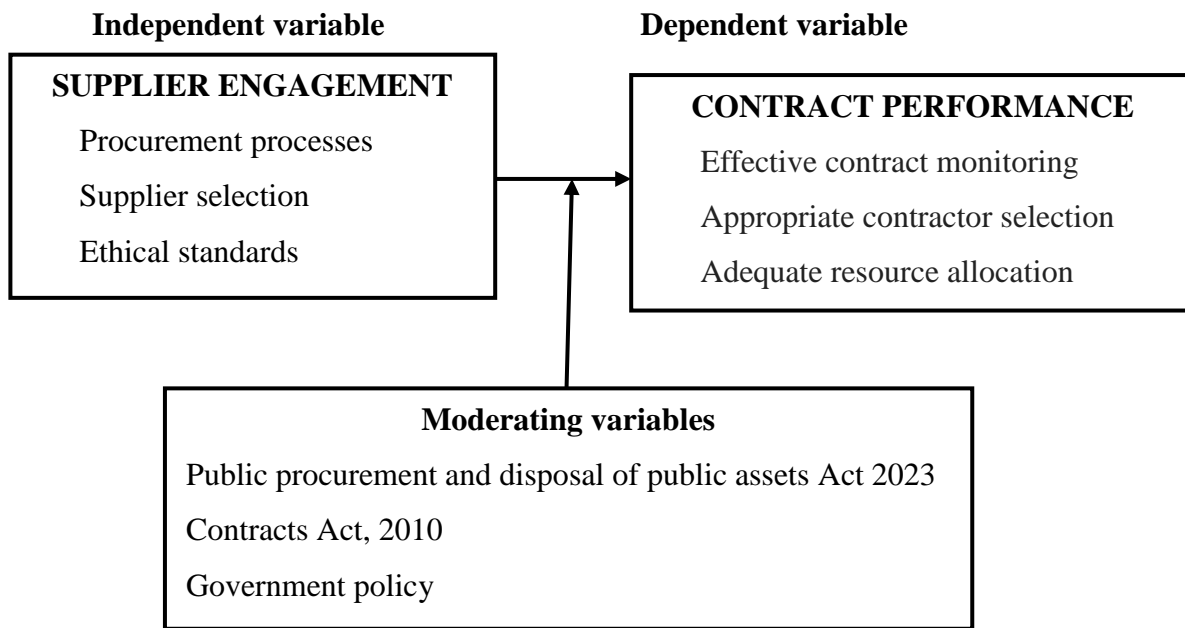 Independent variable
Dependent variable
SUPPLIER ENGAGEMENT
Procurement processes
Supplier selection
Ethical standards
CONTRACT PERFORMANCE
Effective contract monitoring
Appropriate contractor selection
Adequate resource allocation
Moderating variables
Public procurement and disposal of public assets Act 2023
Contracts Act, 2010
Government policy